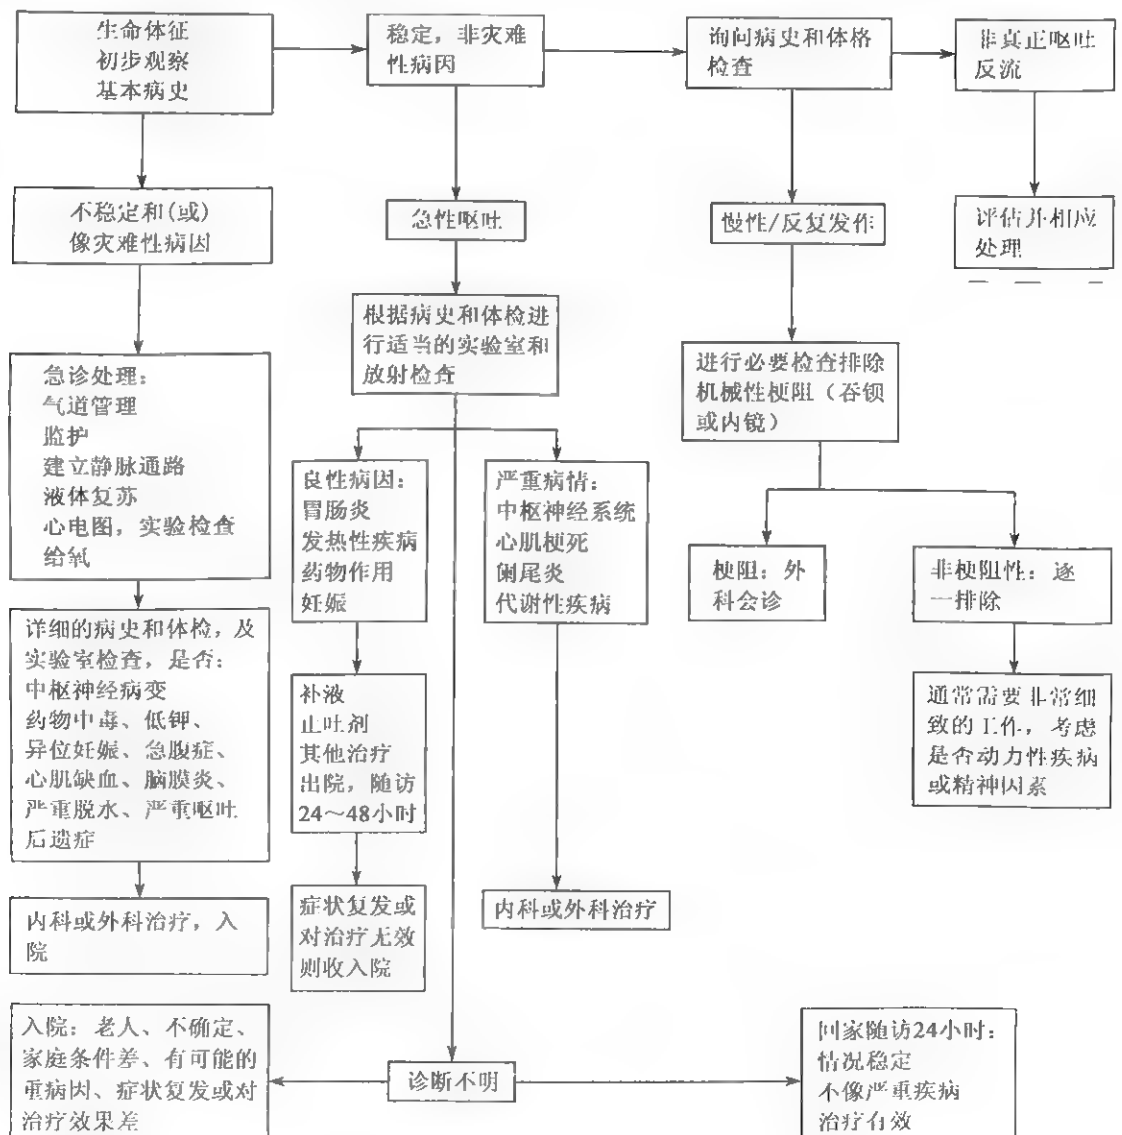 生命体征
初步观察
基本病史
稳定，非灾难
性病因
询问病史和体格
检查
非真正呕吐
反流
不稳定和(或)
像灾难性病因
急性呕吐
慢性/反复发作
评估并相应
处理
急诊处理：
气道管理
监护
建立静脉通路
液体复苏
心电图，实验检查
给氧
根据病史和体检进
行适当的实验室和
放射检查
进行必要检查排除
机械性梗阻（吞钡
或内镜）
良性病因：
胃肠炎
发热性疾病
药物作用
妊娠
严重病情：
中枢神经系统
心肌梗死
阑尾炎
代谢性疾病
梗阻：外
科会诊
非梗阻性：逐
一排除
详细的病史和体检，及
实验室检查，是否：
中枢神经病变
药物中毒、低钾、
异位妊娠、急腹症、
心肌缺血、脑膜炎、
严重脱水、严重呕吐
后遗症
补液
止吐剂
其他治疗
出院，随访
24～48小时
通常需要非常细
致的工作，考虑
是否动力性疾病
或精神因素
内科或外科治疗，入
院
症状复发或
对治疗无效
则收入院
内科或外科治疗
入院：老人、不确定、
家庭条件差、有可能的
重病因、症状复发或对
治疗效果差
诊断不明
回家随访24小时：
情况稳定
不像严重疾病
治疗有效